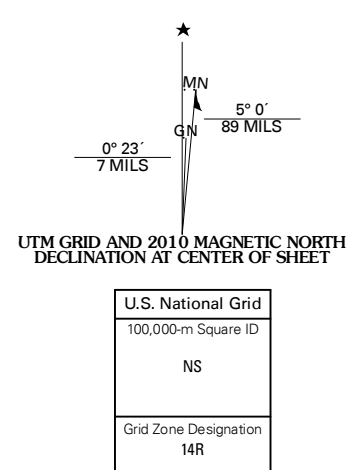 MN
5° 0´
89 MILS
GN
0° 23´
7 MILS
UTM GRID AND 2010 MAGNETIC NORTH
DECLINATION AT CENTER OF SHEET
U.S. National Grid
100,000-m Square ID
NS
Grid Zone Designation
14R